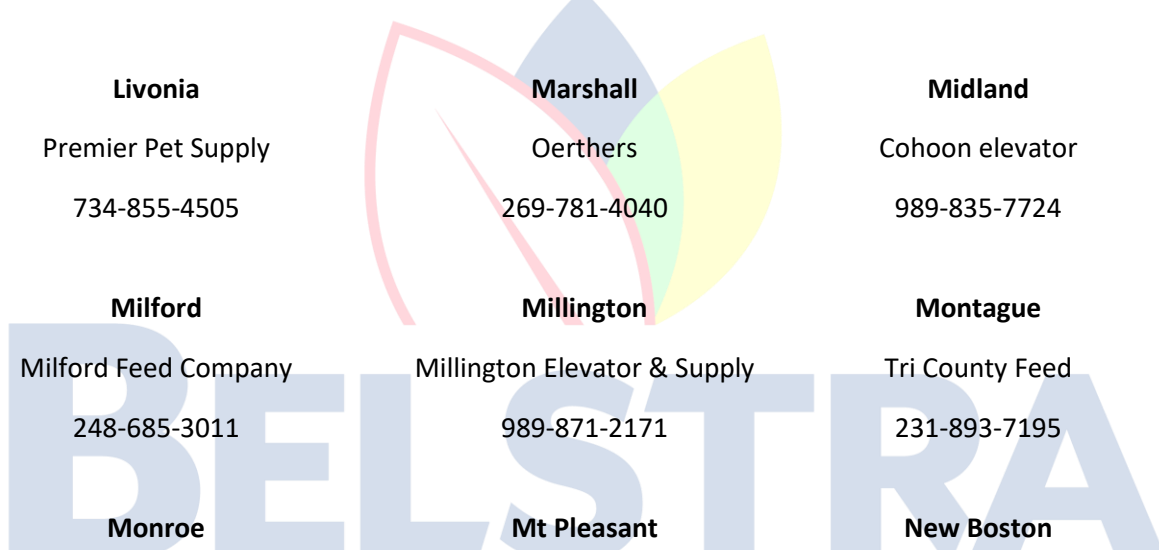 Livonia
Premier Pet Supply
734-855-4505
Marshall
Oerthers
269-781-4040
Midland
Cohoon elevator
989-835-7724
Milford
Milford Feed Company
248-685-3011
Millington
Millington Elevator & Supply
989-871-2171
Montague
Tri County Feed
231-893-7195
Monroe
Mt Pleasant
New Boston
BELSTRA